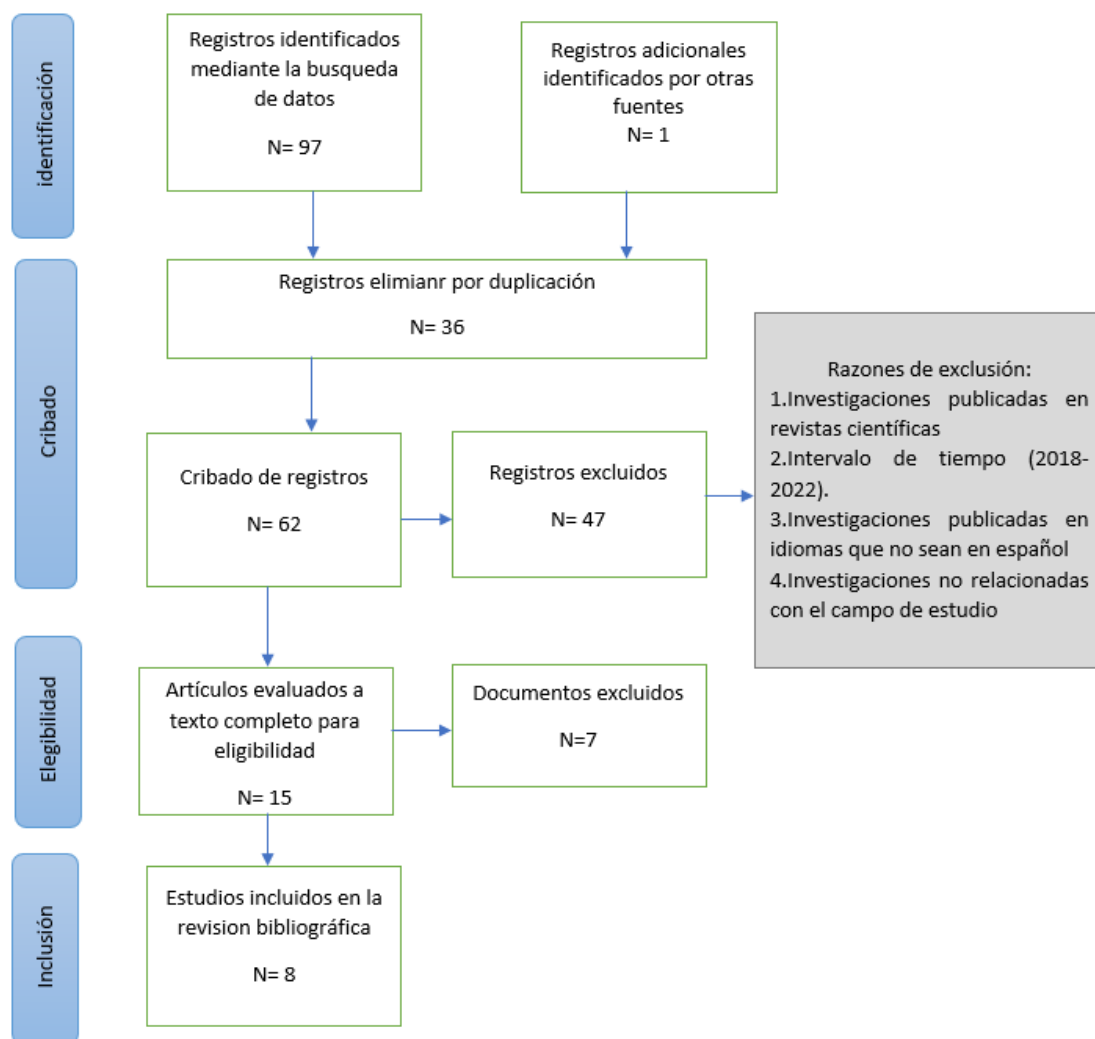 identificación
Registros identificados
mediante la busqueda
de datos
N= 97
Registros adicionales
identificados por otras
fuentes
N= 1
Cribado
Registros elimianr por duplicación
N= 36
Cribado de registros
N= 62
Registros excluidos
N= 47
Razones de exclusión:
1.Investigaciones publicadas en
revistas científicas
2.Intervalo de tiempo (2018-
2022).
3.Investigaciones publicadas en
idiomas que no sean en español
4.Investigaciones no relacionadas
con el campo de estudio
Elegibilidad
Artículos evaluados a
texto completo para
eligibilidad
N= 15
Documentos excluidos
N=7
Inclusión
Estudios incluidos en la
revision bibliográfica
N= 8